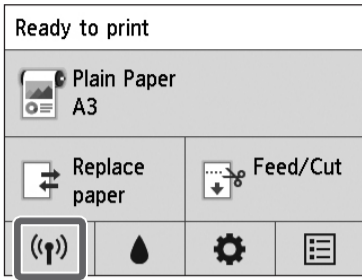 Ready to print
Plain Paper
A3
Replace
paper
Feed/Cut